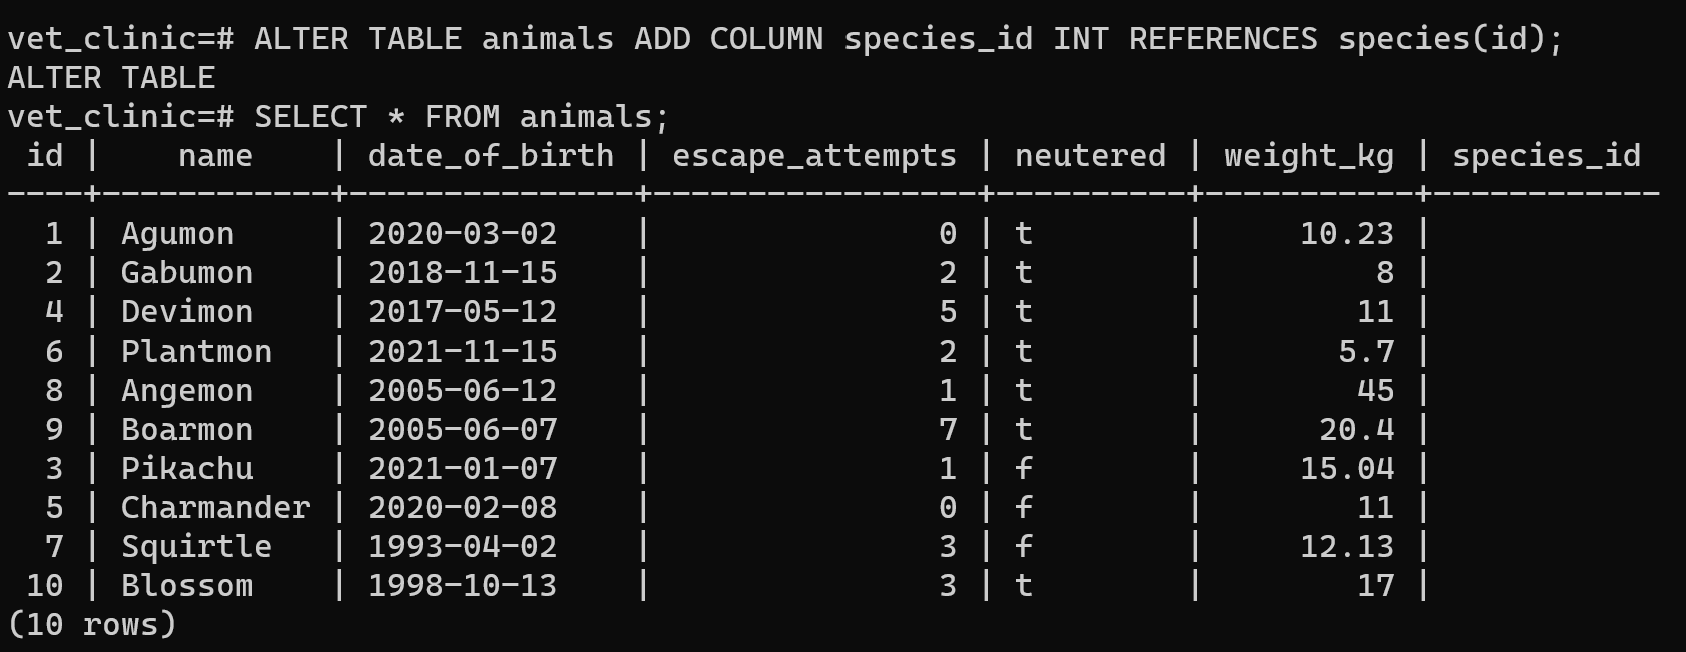 vet_clinic=# ALTER TABLE animals ADD COLUMN species_id INT REFERENCES species(id);
ALTER TABLE
vet_clinic=# SELECT * FROM animals;
 id |    name    | date_of_birth | escape_attempts | neutered | weight_kg | species_id
----+------------+---------------+-----------------+----------+-----------+------------
  1 | Agumon     | 2020-03-02    |               0 | t        |     10.23 |
  2 | Gabumon    | 2018-11-15    |               2 | t        |         8 |
  4 | Devimon    | 2017-05-12    |               5 | t        |        11 |
  6 | Plantmon   | 2021-11-15    |               2 | t        |       5.7 |
  8 | Angemon    | 2005-06-12    |               1 | t        |        45 |
  9 | Boarmon    | 2005-06-07    |               7 | t        |      20.4 |
  3 | Pikachu    | 2021-01-07    |               1 | f        |     15.04 |
  5 | Charmander | 2020-02-08    |               0 | f        |        11 |
  7 | Squirtle   | 1993-04-02    |               3 | f        |     12.13 |
 10 | Blossom    | 1998-10-13    |               3 | t        |        17 |
(10 rows)